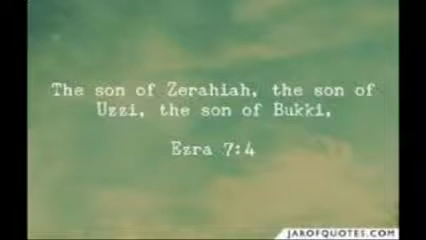 The son of Zerahiah, the son of
Uzzi, the son of Bukki,
Ezra 7:4
JAROFQUOTES.COM